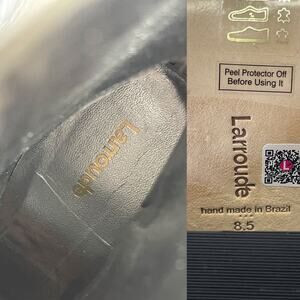 Larroude
Peel Protector Off
Before Using It
Larroude
hand made in Brazil
8.5
L